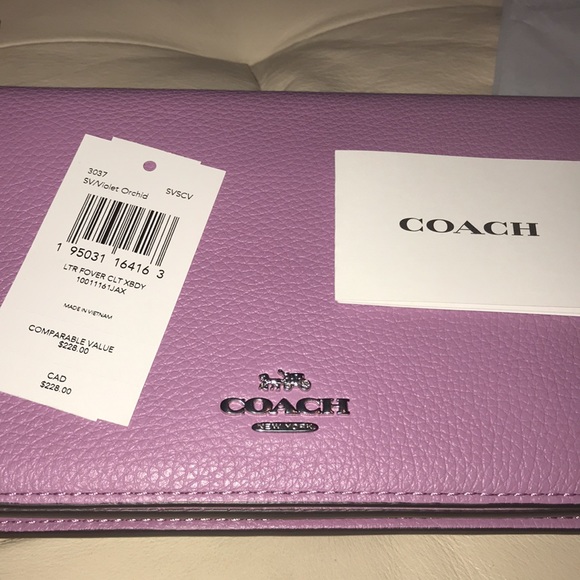 3037
SV/Violet Orchid SVSCV
1 95031 16416 3
LTR FOVER CLT XBDY
10011161JAX
MADE IN VIETNAM
COMPARABLE VALUE
$228.00
CAD
$228.00
COACH
COACH
NEW YORK